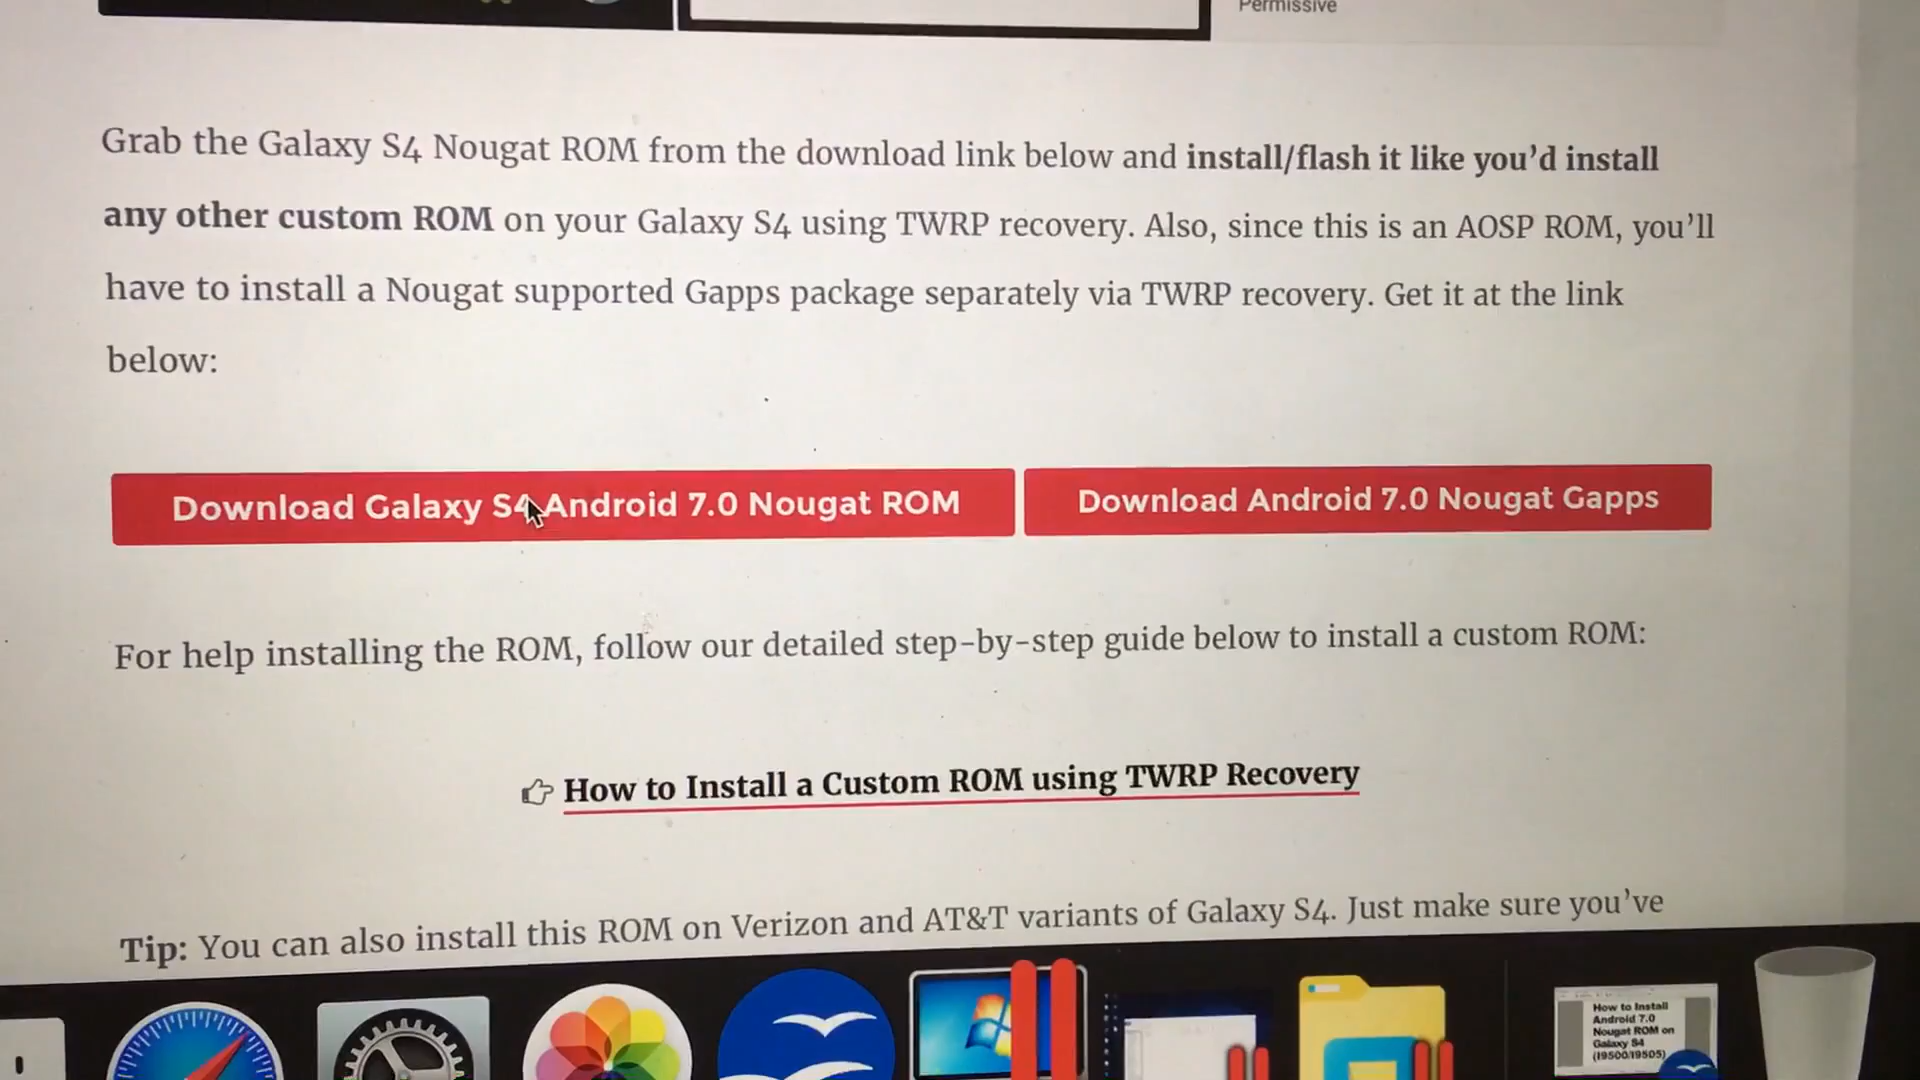 Permissive
Grab the Galaxy S4 Nougat ROM from the download link below and install/flash it like you’d install
any other custom ROM on your Galaxy S4 using TWRP recovery. Also, since this is an AOSP ROM, you’ll
have to install a Nougat supported Gapps package separately via TWRP recovery. Get it at the link
below:
Download Galaxy S4 Android 7.0 Nougat ROM
Download Android 7.0 Nougat Gapps
For help installing the ROM, follow our detailed step-by-step guide below to install a custom ROM:
How to Install a Custom ROM using TWRP Recovery
Tip: You can also install this ROM on Verizon and AT&T variants of Galaxy S4. Just make sure you’ve
How to Install
Android 7.0
Nougat ROM on
Galaxy S4
(I9500/I9505)